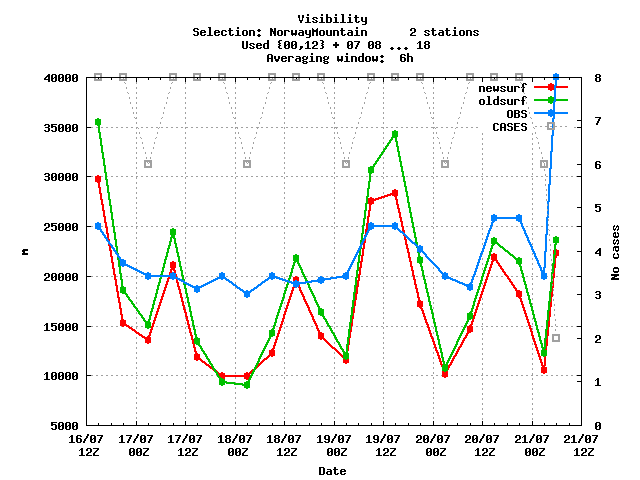 Visibility
Selection: NorwayMountain 2 stations
Used {00,12} + 07 08 ... 18
Averaging window: 6h
40000
35000
30000
25000
20000
15000
10000
5000
m
newsurf
oldsurf
OBS
CASES
8
7
6
5
4
3
2
1
0
No cases
16/07 17/07 17/07 18/07 18/07 19/07 19/07 20/07 20/07 21/07 21/07
12Z 00Z 12Z 00Z 12Z 00Z 12Z 00Z 12Z 00Z 12Z
Date